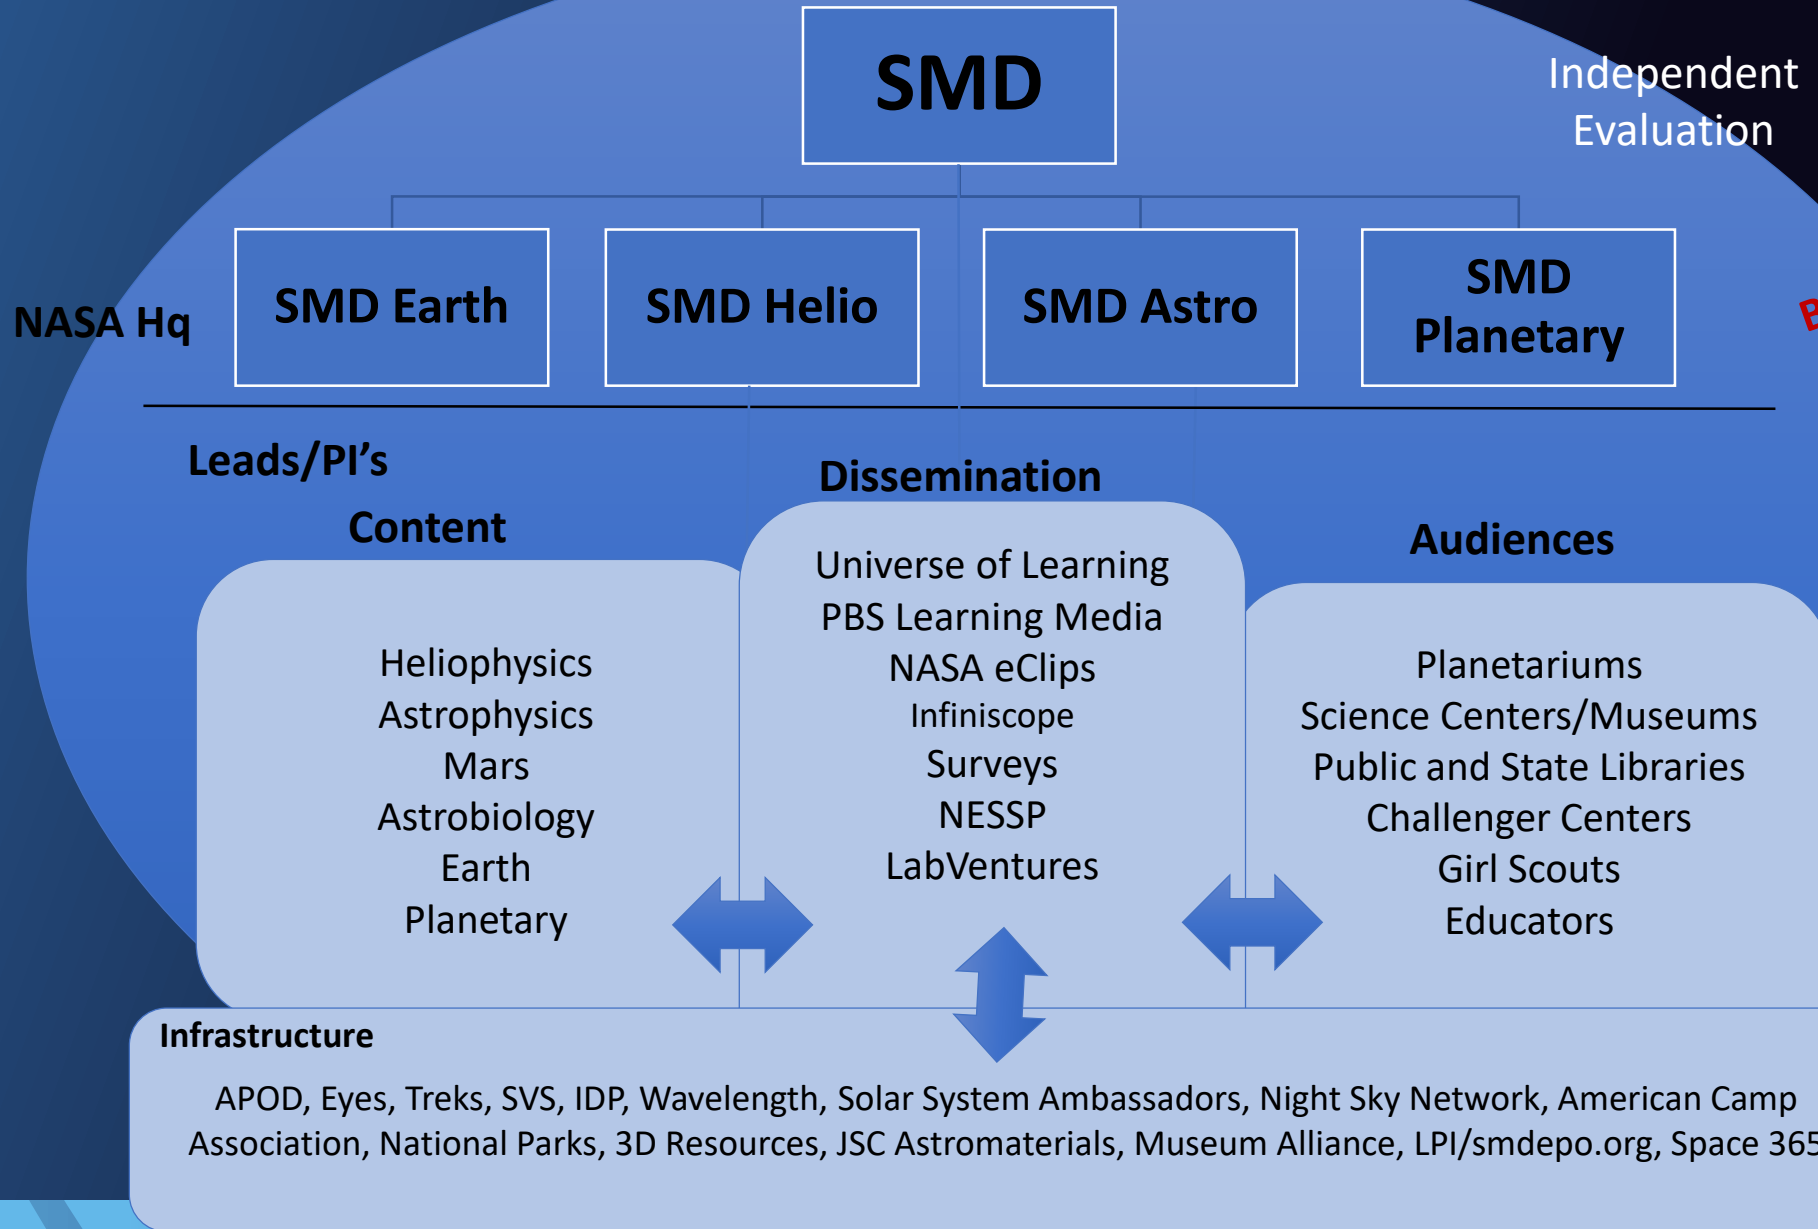 SMD
Independent
Evaluation
NASA Hq
SMD Earth
SMD Helio
SMD Astro
SMD
Planetary
Leads/PI's
Content
Dissemination
Audiences
Heliophysics
Astrophysics
Mars
Astrobiology
Earth
Planetary
Universe of Learning
PBS Learning Media
NASA eClips
Infiniscope
Surveys
NESSP
LabVentures
Planetariums
Science Centers/Museums
Public and State Libraries
Challenger Centers
Girl Scouts
Educators
Infrastructure
APOD, Eyes, Treks, SVS, IDP, Wavelength, Solar System Ambassadors, Night Sky Network, American Camp
Association, National Parks, 3D Resources, JSC Astromaterials, Museum Alliance, LPI/smdepo.org, Space 365